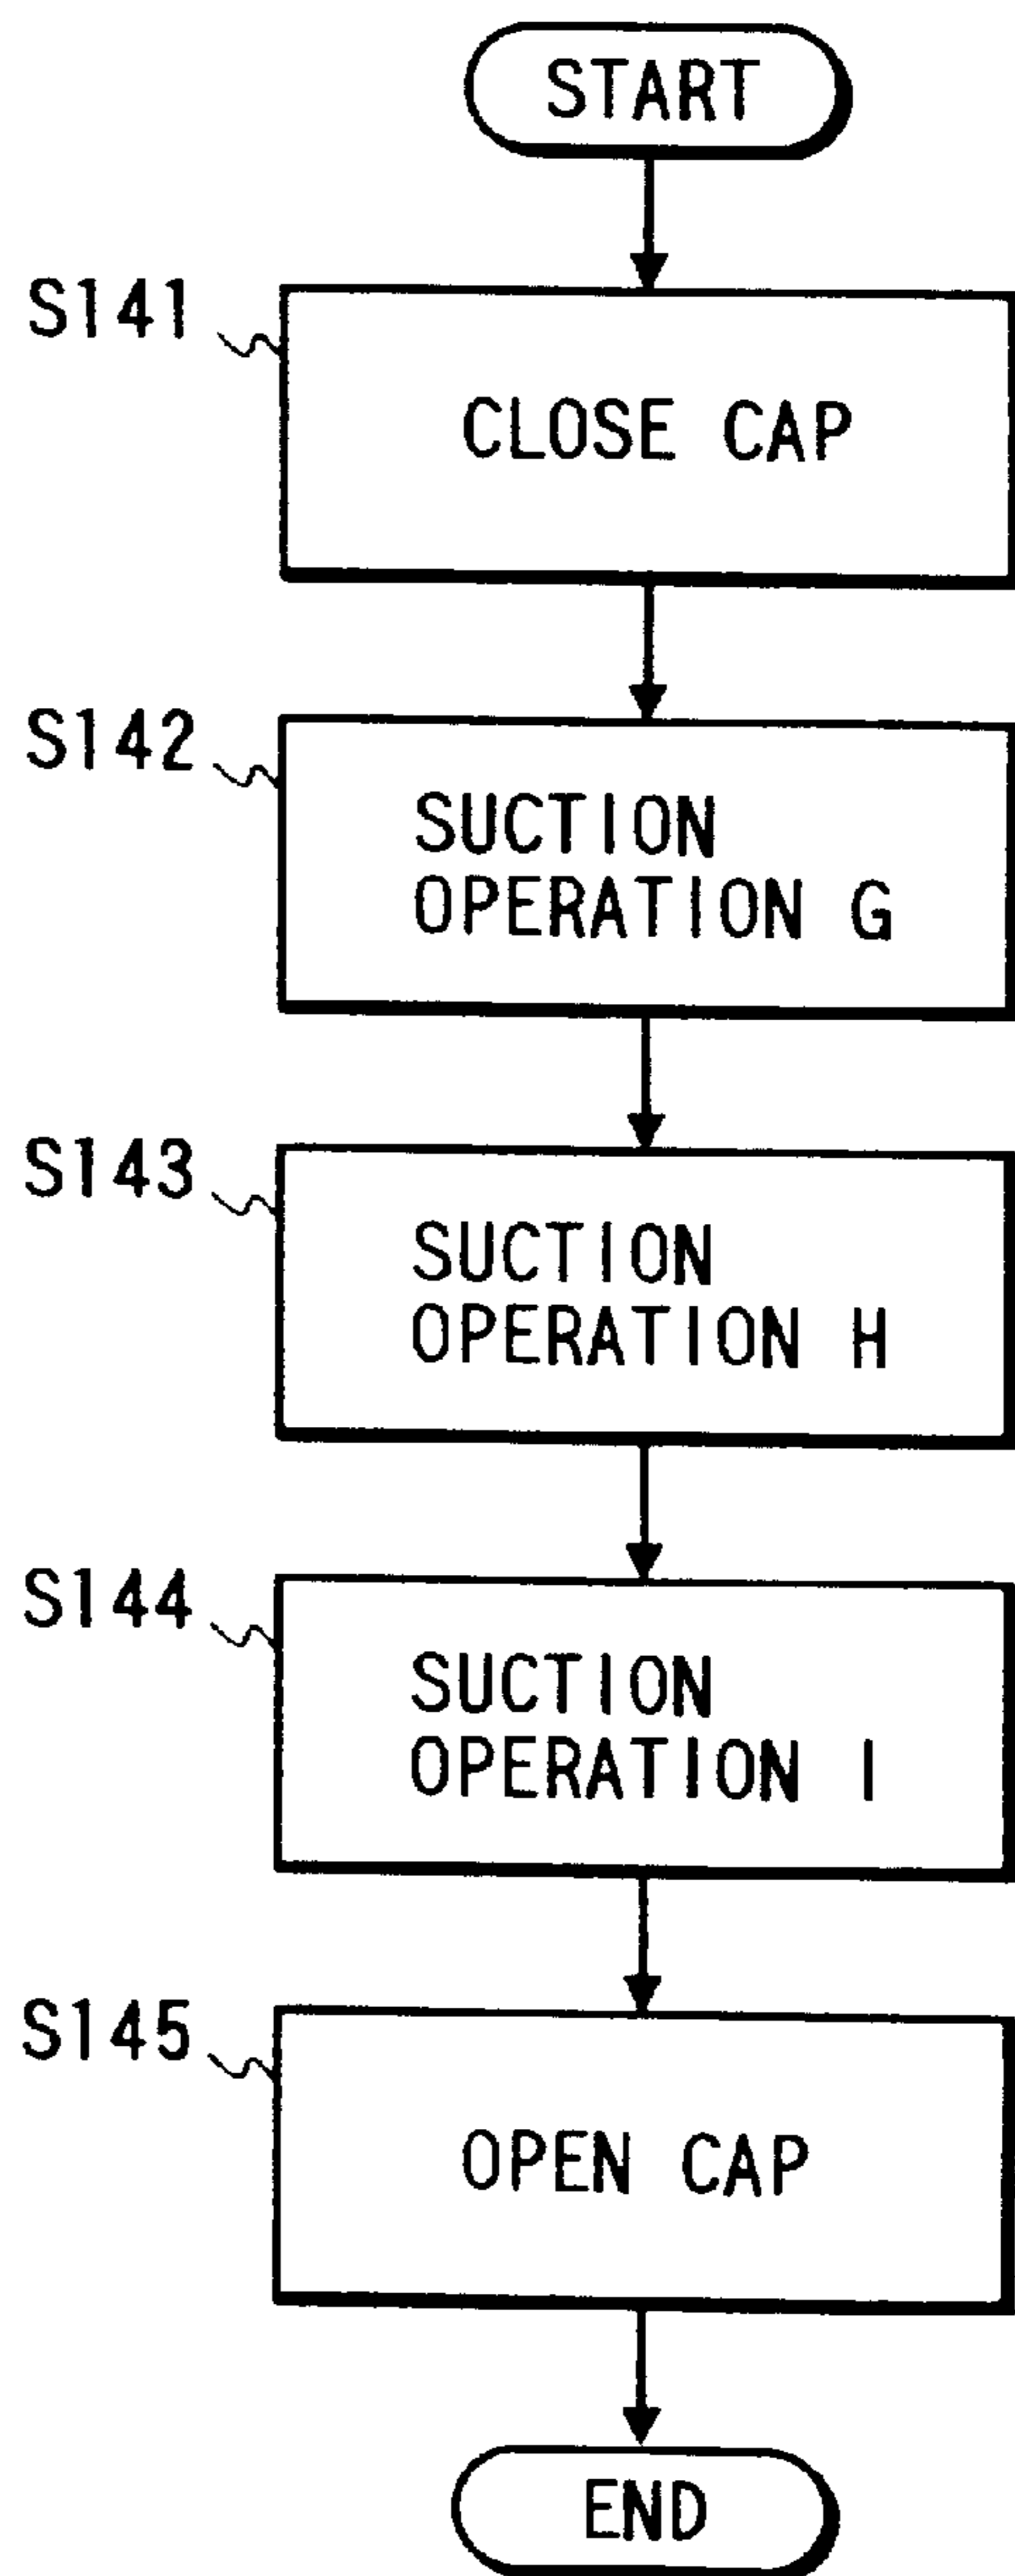 START
S141
CLOSE CAP
S142
SUCTION
OPERATION G
S143
SUCTION
OPERATION H
S144
SUCTION
OPERATION I
S145
OPEN CAP
END